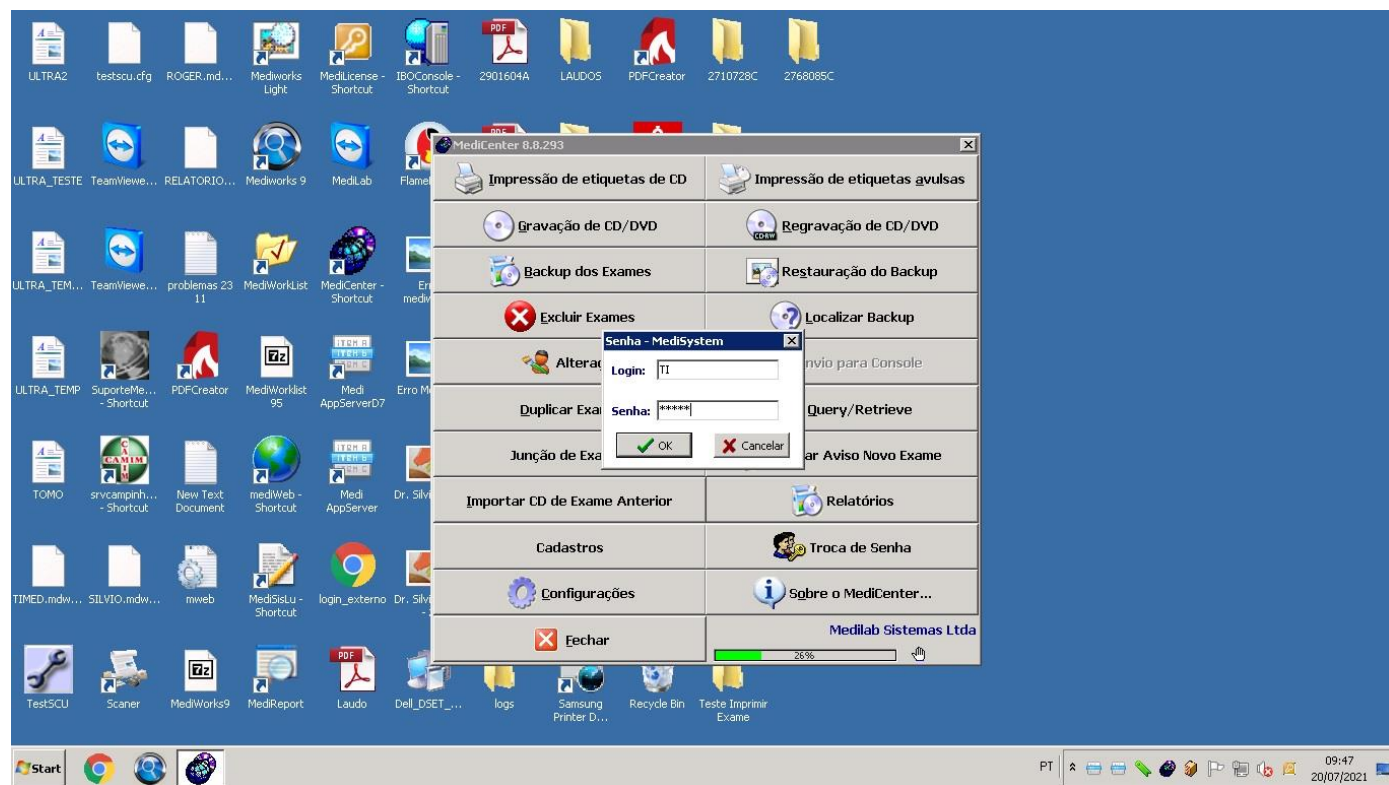 ULTRA2
testscu.cfg
ROGER.md...
Mediworks Light
MediLicense - Shortcut
IBOConsole - Shortcut
2901604A
LAUDOS
PDFCreator
2710728C
2768085C
ULTRA_TESTE
TeamViewe...
RELATORIO...
Mediworks 9
MediLab
ULTRA_TEM...
TeamViewe...
problemas 23 11
MediWorkList
MediCenter - Shortcut
ULTRA_TEMP
SuporteMe... - Shortcut
PDFCreator
MediWorklist 95
Medi AppServerD7
TOMO
srvcampinh... - Shortcut
New Text Document
mediWeb - Shortcut
Medi AppServer
TIMED.mdw...
SILVIO.mdw...
mweb
MediSisLu - Shortcut
login_externo
TestSCU
Scaner
MediWorks9
MediReport
Laudo
Dell_DSET_...
logs
Samsung Printer D...
Recycle Bin
Teste Imprimir Exame
MediCenter 8.8.293
Impressão de etiquetas de CD
Impressão de etiquetas avulsas
Gravação de CD/DVD
Regravação de CD/DVD
Backup dos Exames
Restauração do Backup
Excluir Exames
Localizar Backup
Duplicar Exa
Query/Retrieve
Junção de Exa
ar Aviso Novo Exame
Importar CD de Exame Anterior
Relatórios
Cadastros
Troca de Senha
Configurações
Sobre o MediCenter...
Fechar
Medilab Sistemas Ltda
26%
Senha - MediSystem
Login: TI
Senha: *****
OK
Cancelar
Start
PT
09:47
20/07/2021